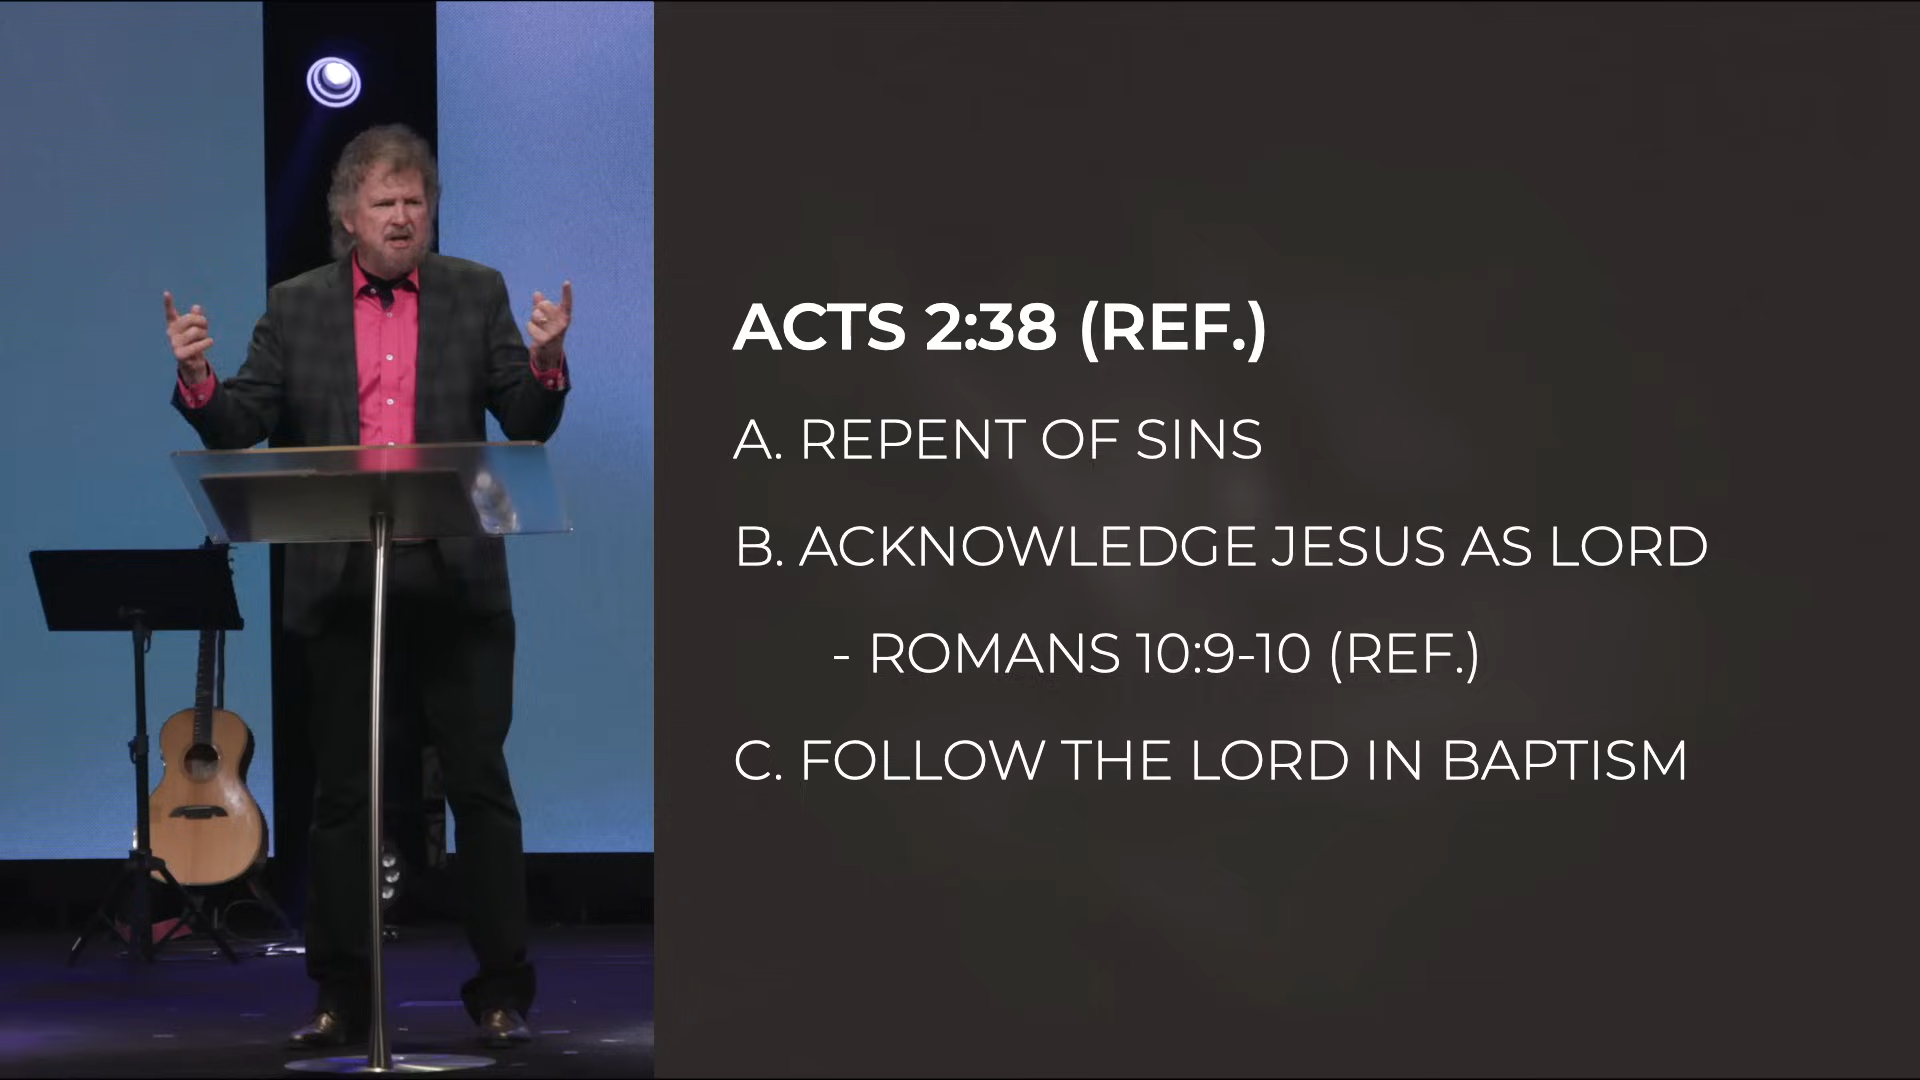 ACTS 2:38 (REF.)
A. REPENT OF SINS
B. ACKNOWLEDGE JESUS AS LORD
- ROMANS 10:9-10 (REF.)
C. FOLLOW THE LORD IN BAPTISM